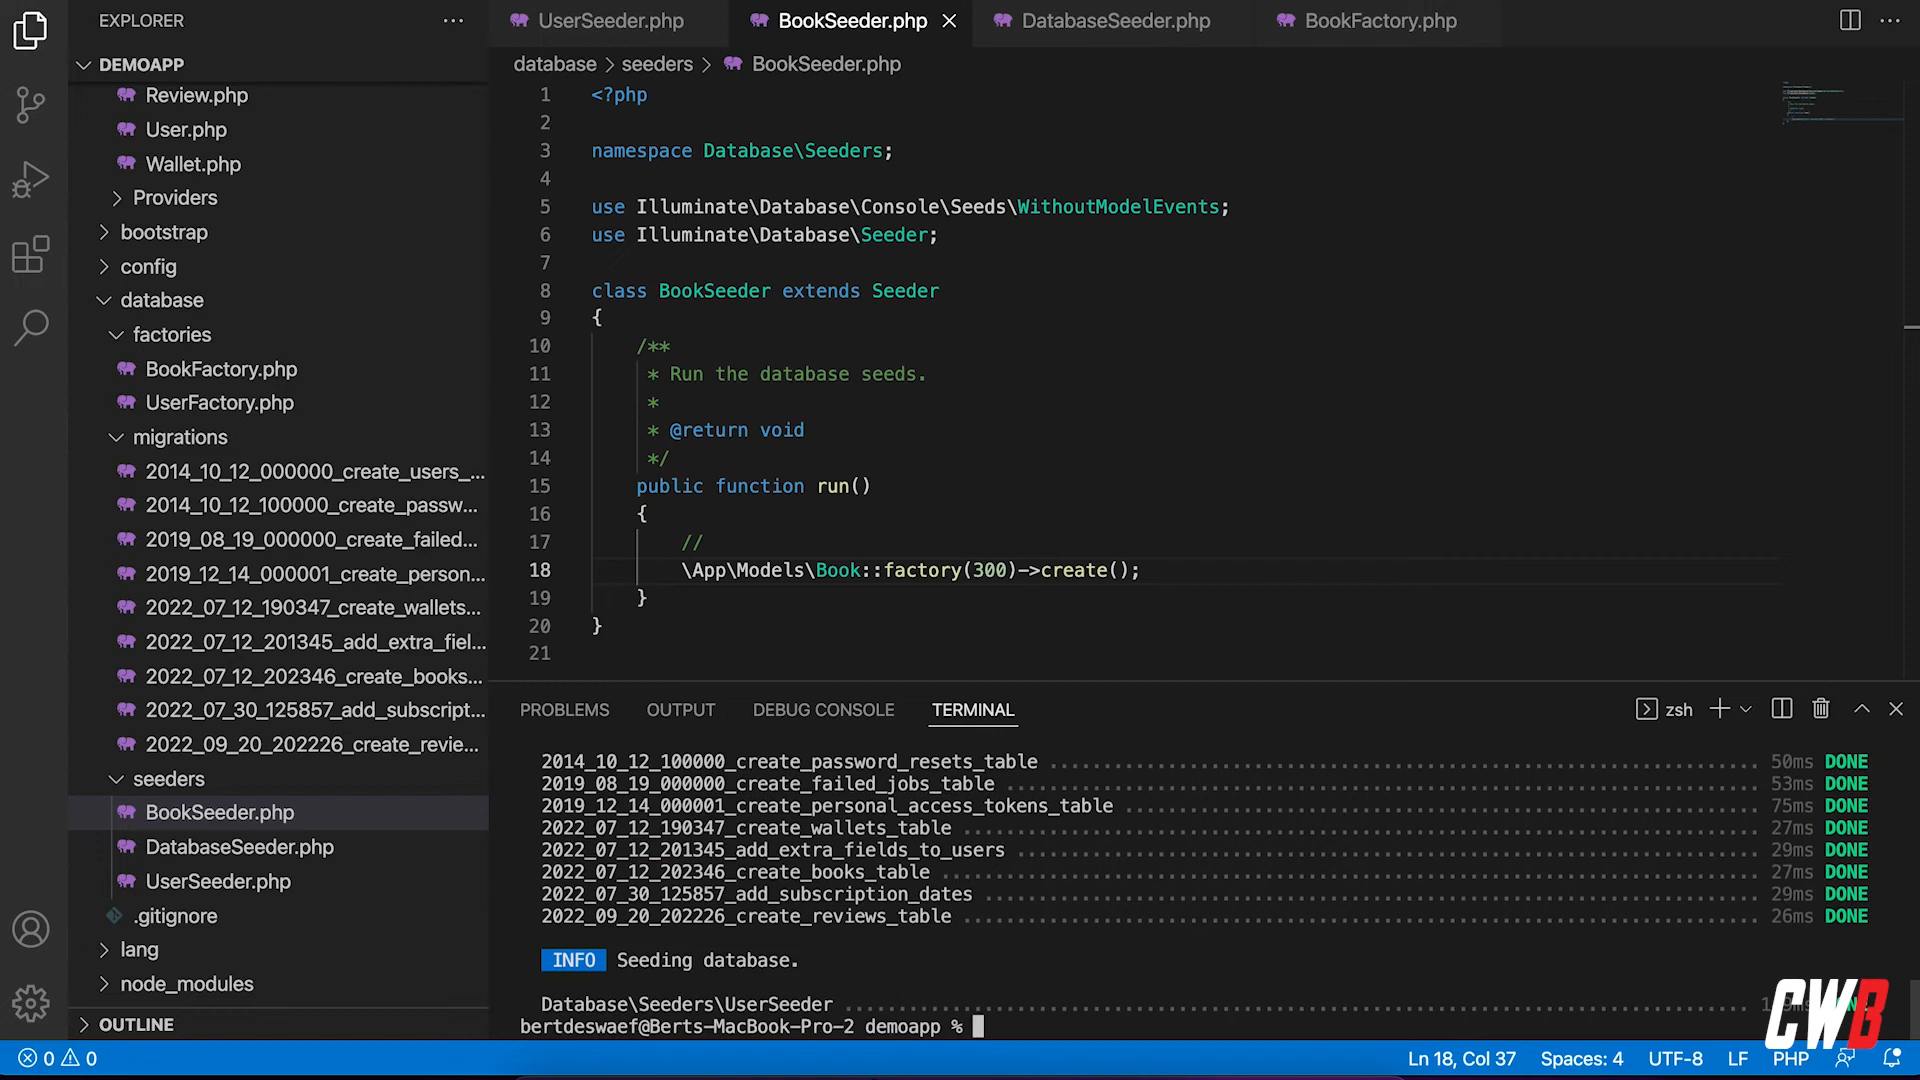 EXPLORER
DEMOAPP
Review.php
User.php
Wallet.php
Providers
bootstrap
config
database
factories
BookFactory.php
UserFactory.php
migrations
2014_10_12_000000_create_users_...
2014_10_12_100000_create_passw...
2019_08_19_000000_create_failed...
2019_12_14_000001_create_person...
2022_07_12_190347_create_wallets...
2022_07_12_201345_add_extra_fiel...
2022_07_12_202346_create_books...
2022_07_30_125857_add_subscript...
2022_09_20_202226_create_revie...
seeders
BookSeeder.php
DatabaseSeeder.php
UserSeeder.php
.gitignore
lang
node_modules
OUTLINE
UserSeeder.php BookSeeder.php DatabaseSeeder.php BookFactory.php
database > seeders > BookSeeder.php
1 <?php
2
3 namespace Database\Seeders;
4
5 use Illuminate\Database\Console\Seeds\WithoutModelEvents;
6 use Illuminate\Database\Seeder;
7
8 class BookSeeder extends Seeder
9 {
10 /**
11 * Run the database seeds.
12 *
13 * @return void
14 */
15 public function run()
16 {
17 //
18 \App\Models\Book::factory(300)->create();
19 }
20 }
21
PROBLEMS OUTPUT DEBUG CONSOLE TERMINAL zsh
2014_10_12_100000_create_password_resets_table 50ms DONE
2019_08_19_000000_create_failed_jobs_table 53ms DONE
2019_12_14_000001_create_personal_access_tokens_table 75ms DONE
2022_07_12_190347_create_wallets_table 27ms DONE
2022_07_12_201345_add_extra_fields_to_users 29ms DONE
2022_07_12_202346_create_books_table 27ms DONE
2022_07_30_125857_add_subscription_dates 29ms DONE
2022_09_20_202226_create_reviews_table 26ms DONE
INFO Seeding database.
Database\Seeders\UserSeeder
bertdeswaef@Berts-MacBook-Pro-2 demoapp %
CWB
0 0 Ln 18, Col 37 Spaces: 4 UTF-8 LF PHP